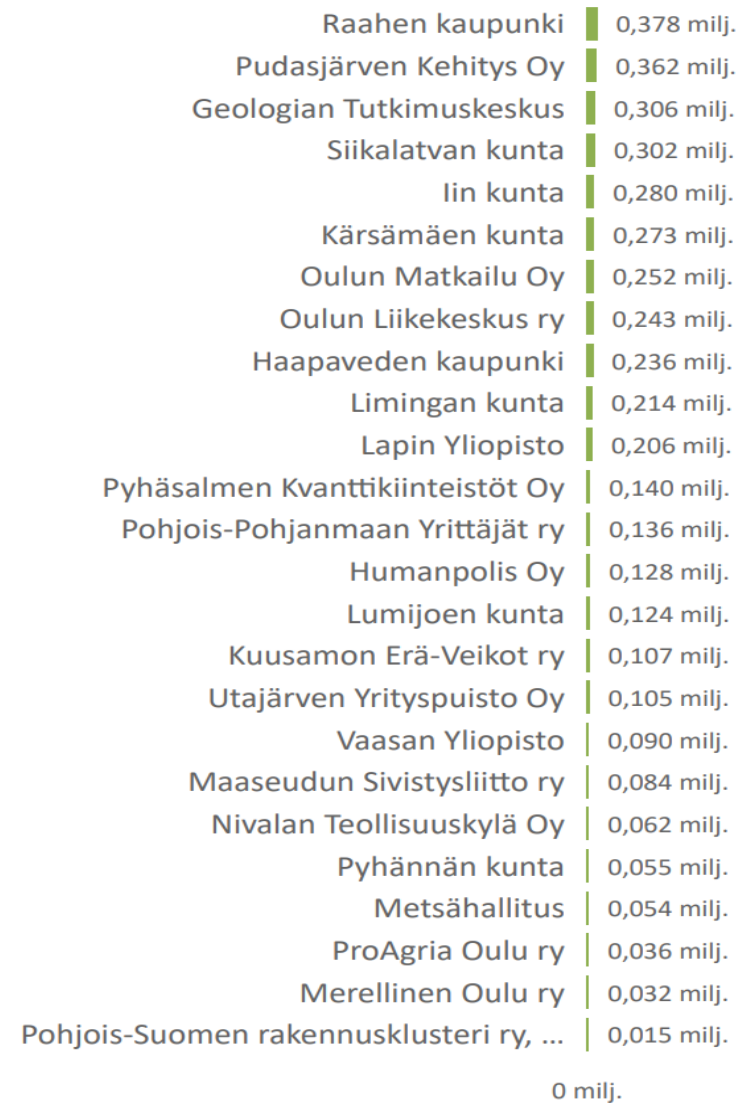 Raahen kaupunki 0,378 milj.
Pudasjärven Kehitys Oy 0,362 milj.
Geologian Tutkimuskeskus 0,306 milj.
Siikalatvan kunta 0,302 milj.
Iin kunta 0,280 milj.
Kärsämäen kunta 0,273 milj.
Oulun Matkailu Oy 0,252 milj.
Oulun Liikekeskus ry 0,243 milj.
Haapaveden kaupunki 0,236 milj.
Limingan kunta 0,214 milj.
Lapin Yliopisto 0,206 milj.
Pyhäsalmen Kvanttikiinteistöt Oy 0,140 milj.
Pohjois-Pohjanmaan Yrittäjät ry 0,136 milj.
Humanpolis Oy 0,128 milj.
Lumijoen kunta 0,124 milj.
Kuusamon Erä-Veikot ry 0,107 milj.
Utajärven Yrityspuisto Oy 0,105 milj.
Vaasan Yliopisto 0,090 milj.
Maaseudun Sivistysliitto ry 0,084 milj.
Nivalan Teollisuuskylä Oy 0,062 milj.
Pyhännän kunta 0,055 milj.
Metsähallitus 0,054 milj.
ProAgria Oulu ry 0,036 milj.
Merellinen Oulu ry 0,032 milj.
Pohjois-Suomen rakennusklusteri ry, ... 0,015 milj.
0 milj.